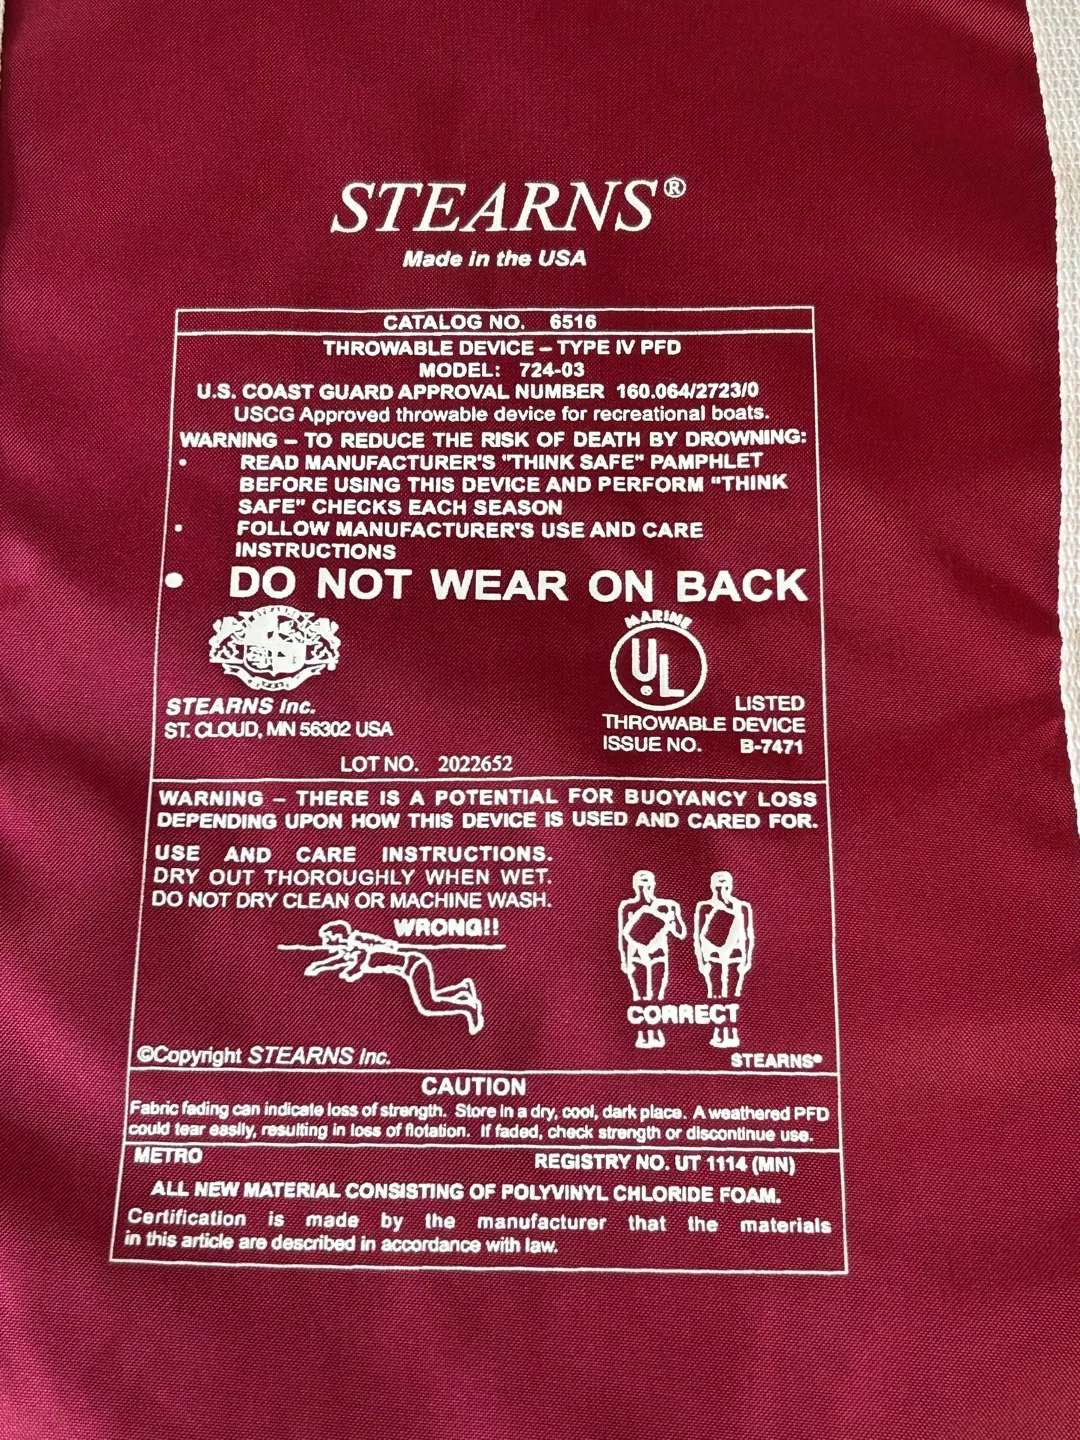 STEARNS®
Made in the USA
CATALOG NO. 6516
THROWABLE DEVICE – TYPE IV PFD
MODEL: 724-03
U.S. COAST GUARD APPROVAL NUMBER 160.064/2723/0
USCG Approved throwable device for recreational boats.
WARNING – TO REDUCE THE RISK OF DEATH BY DROWNING:
• READ MANUFACTURER'S "THINK SAFE" PAMPHLET
BEFORE USING THIS DEVICE AND PERFORM "THINK
SAFE" CHECKS EACH SEASON
• FOLLOW MANUFACTURER'S USE AND CARE
INSTRUCTIONS
• DO NOT WEAR ON BACK
STEARNS Inc.
ST. CLOUD, MN 56302 USA
MARINE
UL®
LISTED
THROWABLE DEVICE
ISSUE NO. B-7471
LOT NO. 2022652
WARNING – THERE IS A POTENTIAL FOR BUOYANCY LOSS
DEPENDING UPON HOW THIS DEVICE IS USED AND CARED FOR.
USE AND CARE INSTRUCTIONS.
DRY OUT THOROUGHLY WHEN WET.
DO NOT DRY CLEAN OR MACHINE WASH.
WRONG!!
CORRECT
©Copyright STEARNS Inc.
STEARNS®
CAUTION
Fabric fading can indicate loss of strength. Store in a dry, cool, dark place. A weathered PFD
could tear easily, resulting in loss of flotation. If faded, check strength or discontinue use.
METRO
REGISTRY NO. UT 1114 (MN)
ALL NEW MATERIAL CONSISTING OF POLYVINYL CHLORIDE FOAM.
Certification is made by the manufacturer that the materials
in this article are described in accordance with law.